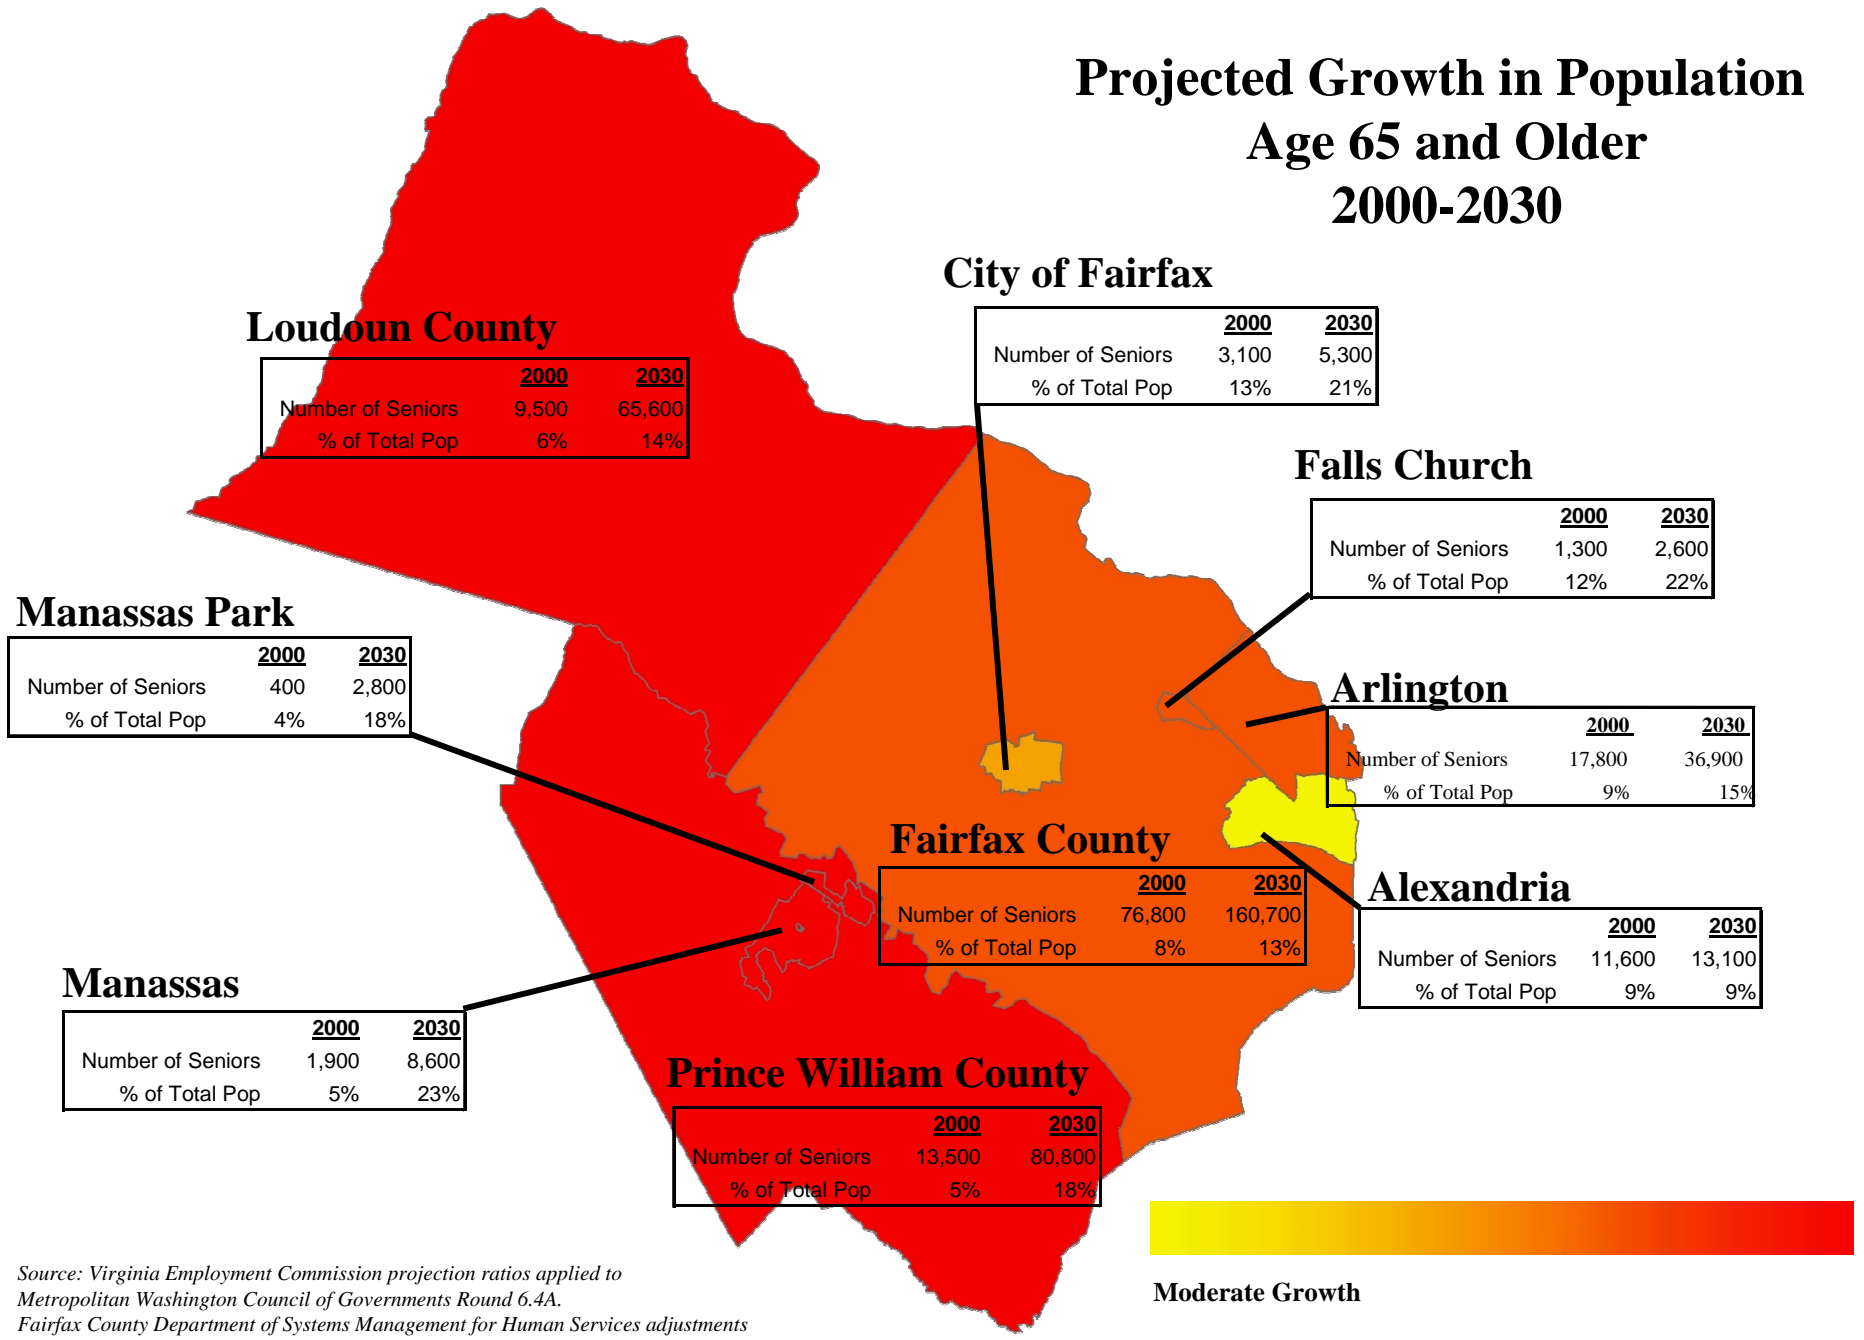 Projected Growth in Population
Age 65 and Older
2000-2030
City of Fairfax
2000 2030
Number of Seniors 3,100 5,300
% of Total Pop 13% 21%
Loudoun County
2000 2030
Number of Seniors 9,500 65,600
% of Total Pop 6% 14%
Falls Church
2000 2030
Number of Seniors 1,300 2,600
% of Total Pop 12% 22%
Manassas Park
2000 2030
Number of Seniors 400 2,800
% of Total Pop 4% 18%
Arlington
2000 2030
Number of Seniors 17,800 36,900
% of Total Pop 9% 15%
Fairfax County
2000 2030
Number of Seniors 76,800 160,700
% of Total Pop 8% 13%
Alexandria
2000 2030
Number of Seniors 11,600 13,100
% of Total Pop 9% 9%
Manassas
2000 2030
Number of Seniors 1,900 8,600
% of Total Pop 5% 23%
Prince William County
2000 2030
Number of Seniors 13,500 80,800
% of Total Pop 5% 18%
Moderate Growth
Source: Virginia Employment Commission projection ratios applied to
Metropolitan Washington Council of Governments Round 6.4A.
Fairfax County Department of Systems Management for Human Services adjustments